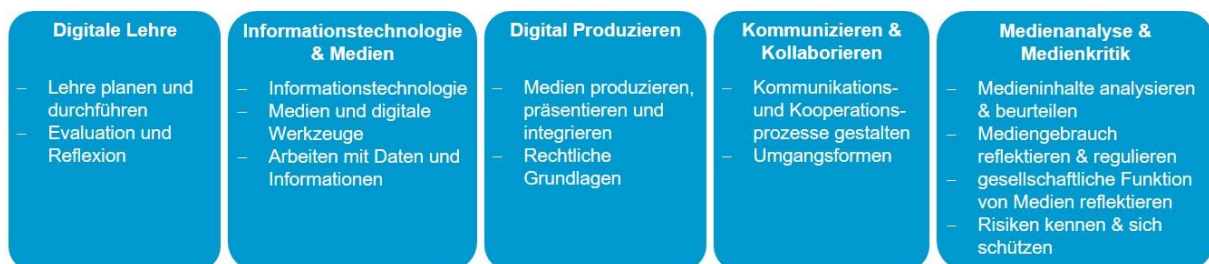 Digitale Lehre
– Lehre planen und
durchführen
– Evaluation und
Reflexion
Informationstechnologie
& Medien
– Informationstechnologie
– Medien und digitale
Werkzeuge
– Arbeiten mit Daten und
Informationen
Digital Produzieren
– Medien produzieren,
präsentieren und
integrieren
– Rechtliche
Grundlagen
Kommunizieren &
Kollaborieren
– Kommunikations-
und Kooperations-
prozesse gestalten
– Umgangsformen
Medienanalyse &
Medienkritik
– Medieninhalte analysieren
& beurteilen
– Mediengebrauch
reflektieren & regulieren
– gesellschaftliche Funktion
von Medien reflektieren
– Risiken kennen & sich
schützen